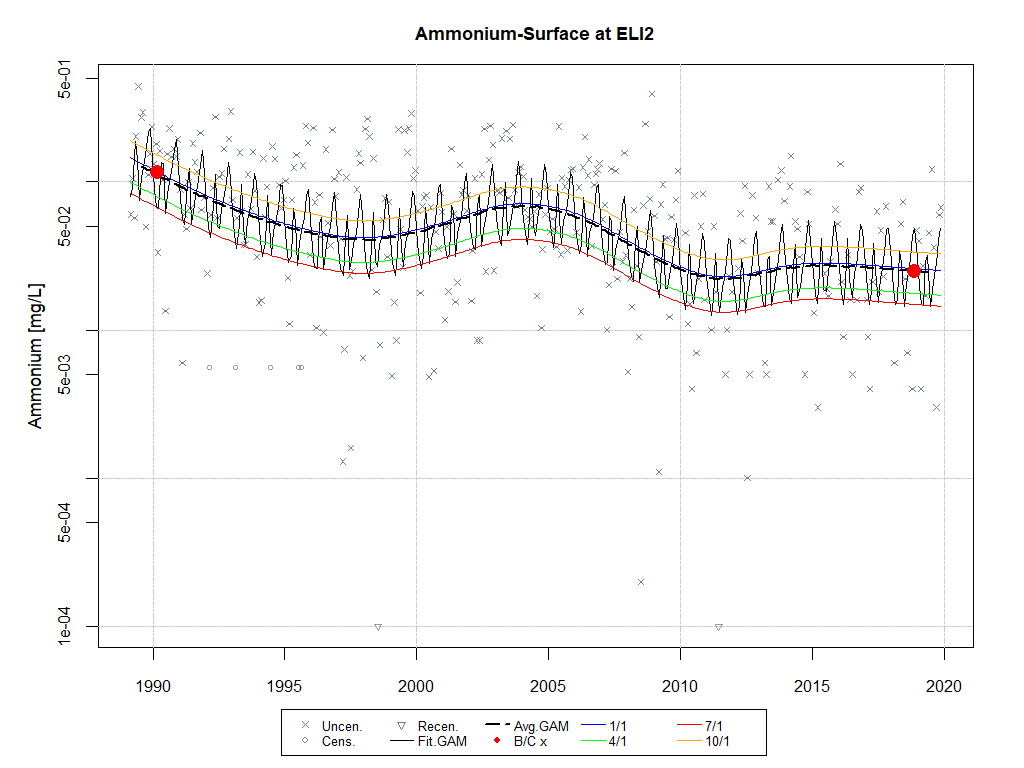 Ammonium-Surface at ELI2
Ammonium [mg/L]
5e-01
5e-02
5e-03
5e-04
1e-04
1990 1995 2000 2005 2010 2015 2020
Uncen. Recen. Avg.GAM 1/1 7/1
Cens. Fit.GAM B/C x 4/1 10/1